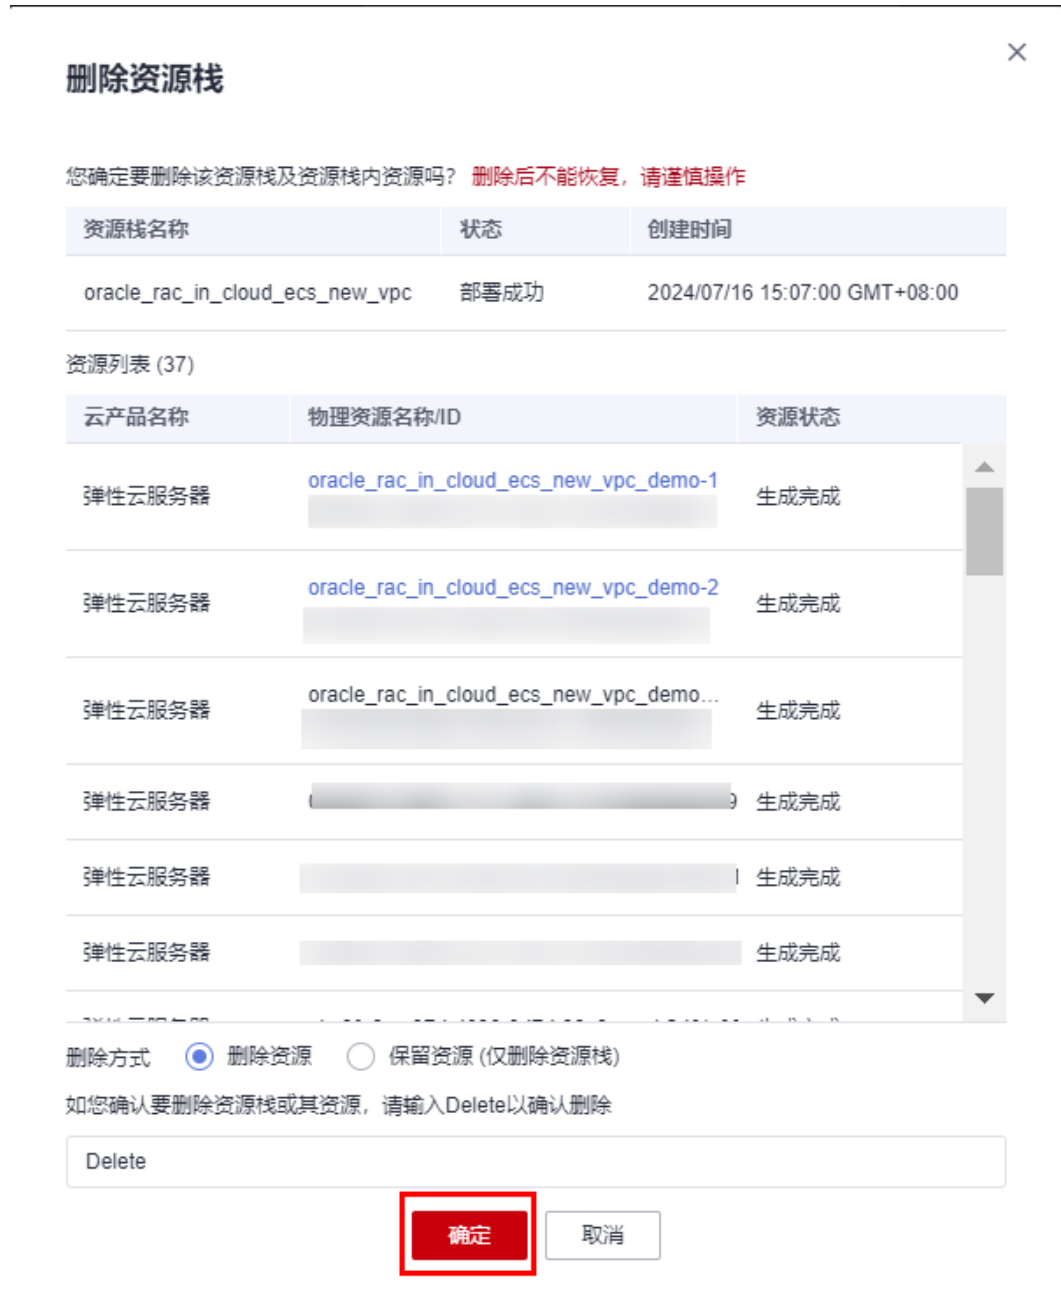 删除资源栈
您确定要删除该资源栈及资源栈内资源吗？ 删除后不能恢复，请谨慎操作
资源栈名称 状态 创建时间
oracle_rac_in_cloud_ecs_new_vpc 部署成功 2024/07/16 15:07:00 GMT+08:00
资源列表 (37)
云产品名称 物理资源名称/ID 资源状态
弹性云服务器 oracle_rac_in_cloud_ecs_new_vpc_demo-1 生成完成
弹性云服务器 oracle_rac_in_cloud_ecs_new_vpc_demo-2 生成完成
弹性云服务器 oracle_rac_in_cloud_ecs_new_vpc_demo... 生成完成
弹性云服务器 9 生成完成
弹性云服务器 生成完成
弹性云服务器 生成完成
删除方式 删除资源 保留资源 (仅删除资源栈)
如您确认要删除资源栈或其资源，请输入Delete以确认删除
Delete
确定 取消